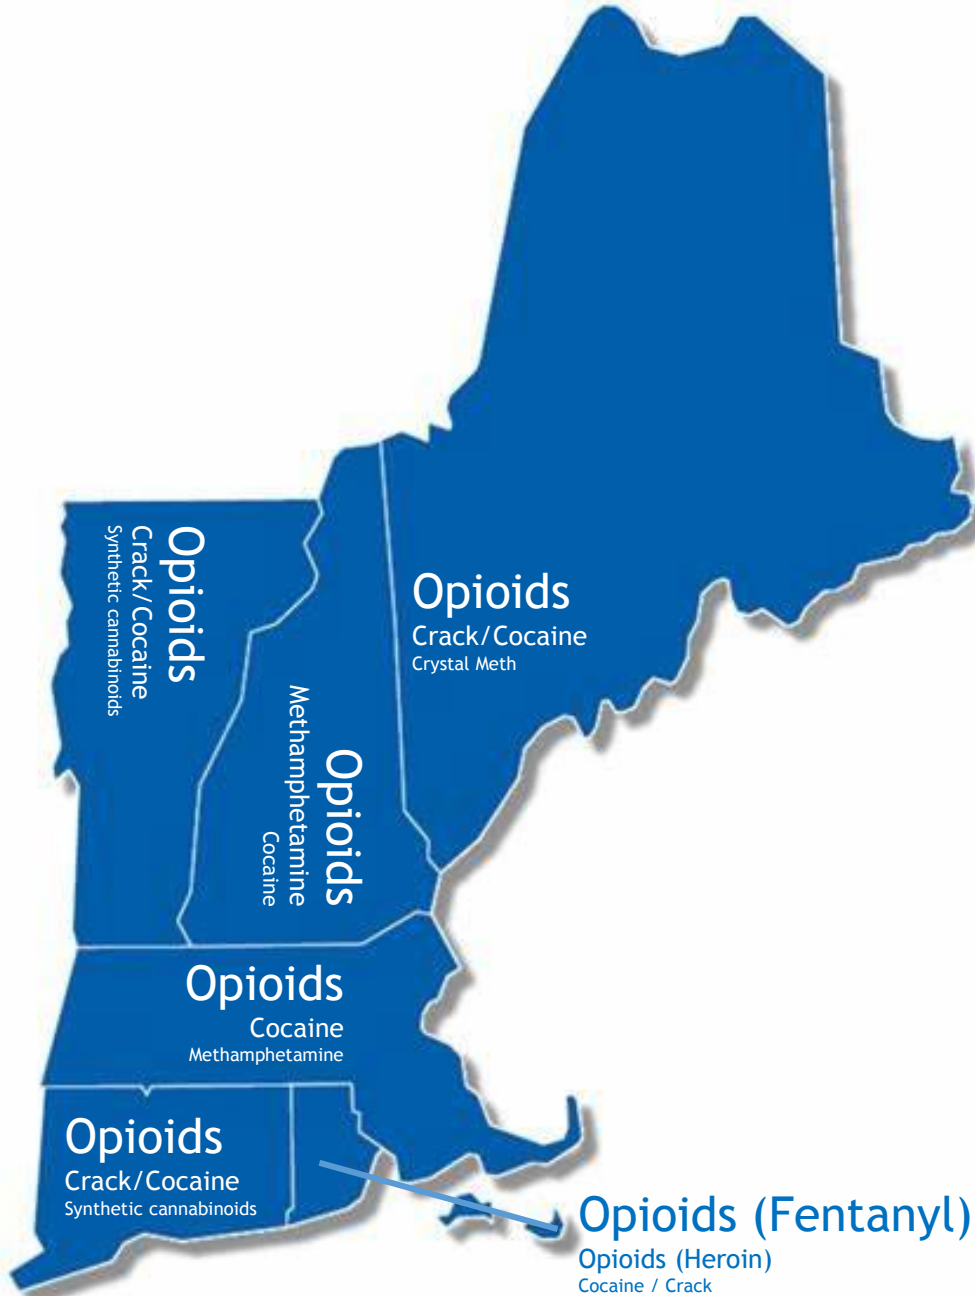 Opioids
Crack/Cocaine
Synthetic cannabinoids
Opioids
Methamphetamine
Cocaine
Opioids
Crack/Cocaine
Crystal Meth
Opioids
Cocaine
Methamphetamine
Opioids
Crack/Cocaine
Synthetic cannabinoids
Opioids (Fentanyl)
Opioids (Heroin)
Cocaine / Crack